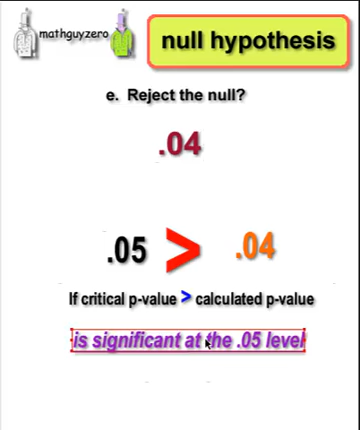 mathguyzero
null hypothesis
e. Reject the null?
.04
.05 > .04
If critical p-value > calculated p-value
is significant at the .05 level